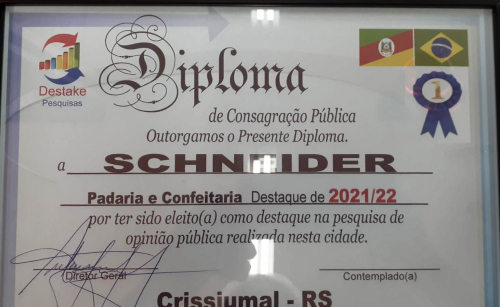 Destake
Pesquisas
Diploma
1
de Consagração Pública
Outorgamos o Presente Diploma.
a SCHNEIDER
Padaria e Confeitaria Destaque de 2021/22
por ter sido eleito(a) como destaque na pesquisa de
opinião pública realizada nesta cidade.
Diretor Geral
Contemplado(a)
Crissiumal - RS